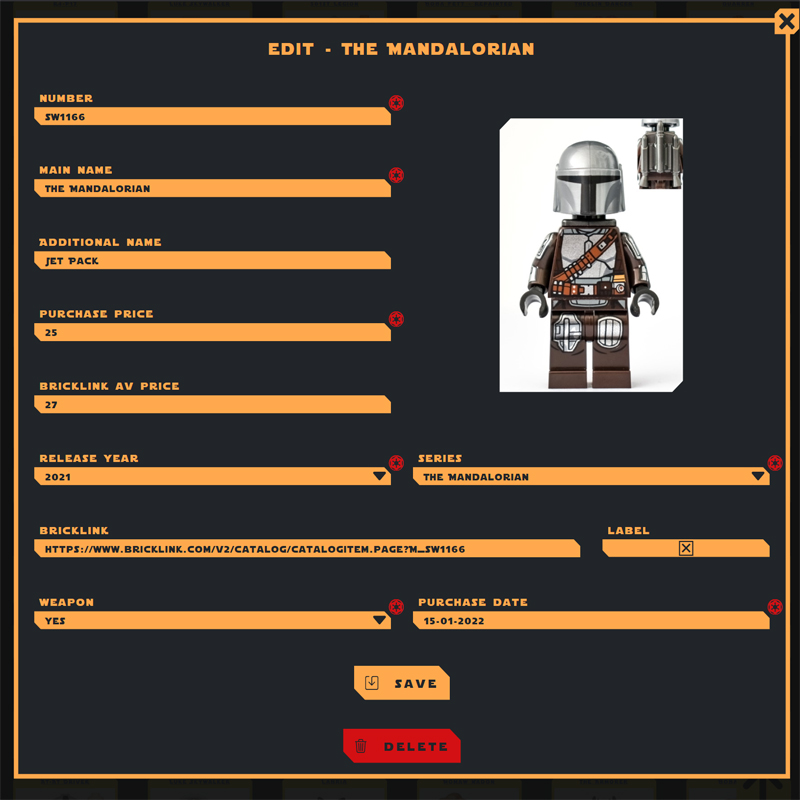 EDIT - THE MANDALORIAN
NUMBER
SW1166
MAIN NAME
THE MANDALORIAN
ADDITIONAL NAME
JET PACK
PURCHASE PRICE
25
BRICKLINK AV PRICE
27
RELEASE YEAR
2021
SERIES
THE MANDALORIAN
BRICKLINK
HTTPS://WWW.BRICKLINK.COM/V2/CATALOG/CATALOGITEM.PAGE?M_SW1166
LABEL
WEAPON
YES
PURCHASE DATE
15-01-2022
SAVE
DELETE